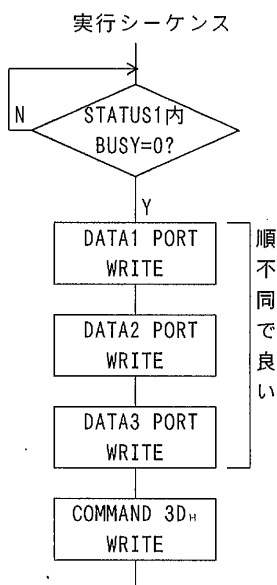 実行シーケンス
N
STATUS1内
BUSY=0?
Y
DATA1 PORT
WRITE
DATA2 PORT
WRITE
DATA3 PORT
WRITE
順不同で良い
COMMAND 3DH
WRITE